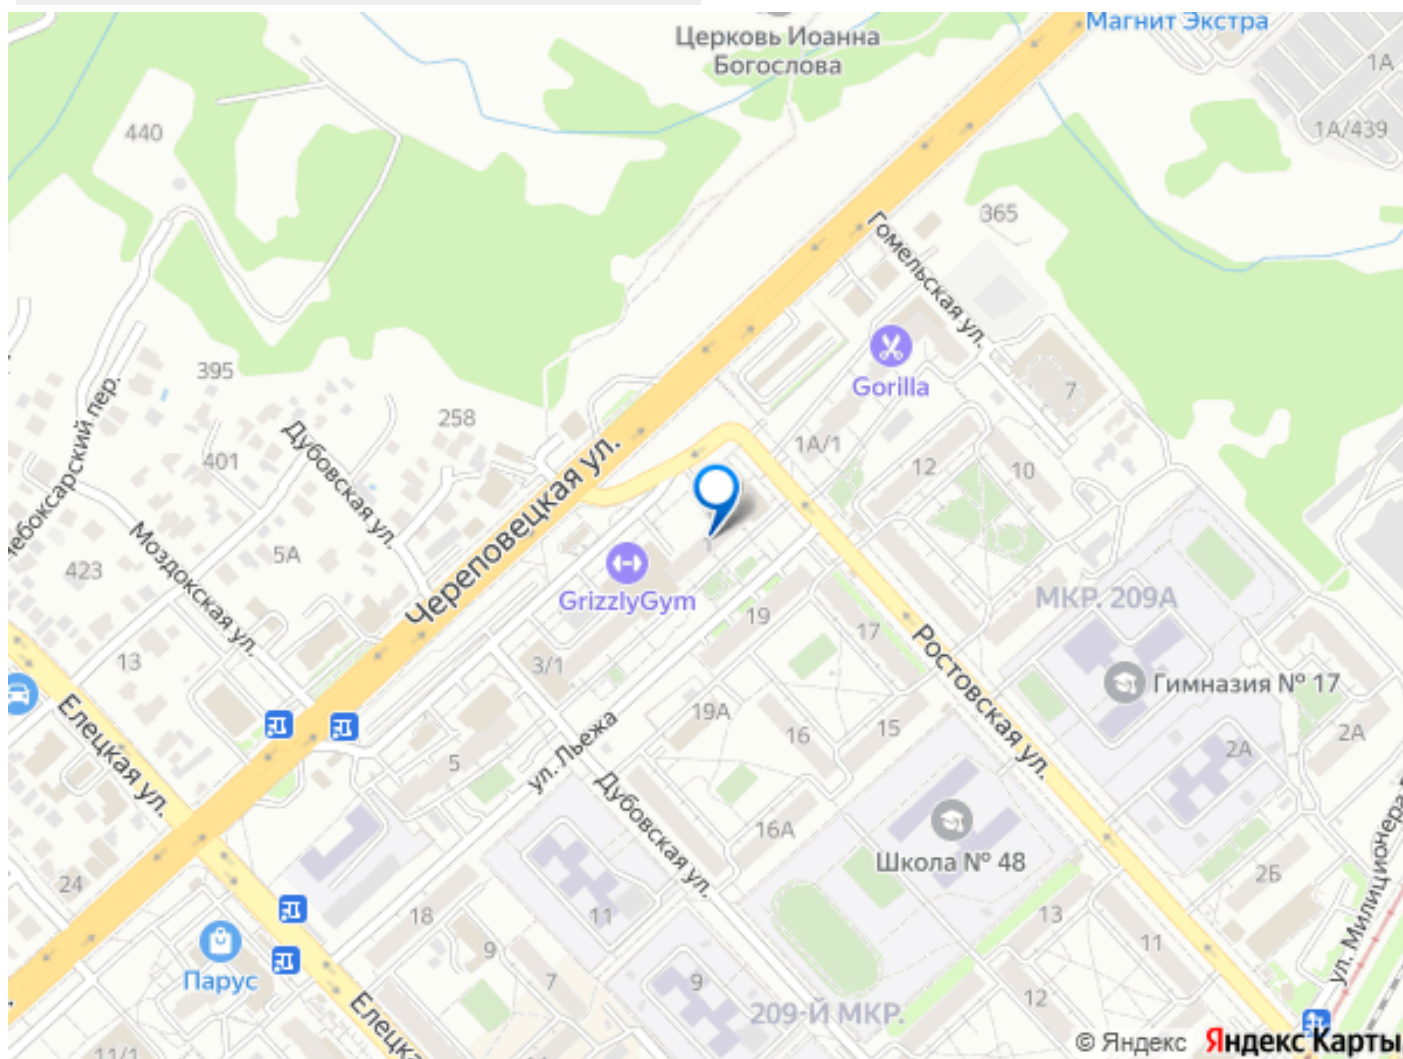 Церковь Иоанна
Богослова
Магнит Экстра
1А
1А/439
440
365
Гомельская ул.
395
Gorilla
7
258
Дубовская ул.
401
1А/1
12
10
Череповецкая ул.
ебоксарский пер.
Моздокская ул.
5А
423
GrizzlyGym
1
19
17
МКР. 209А
Ростовская ул.
13
3/1
Гимназия № 17
Елецкая ул.
19А
16
15
2А
2А
5
ул. Льежа
Дубовская ул.
16А
Школа № 48
2Б
ул. Милиционера
24
18
11
13
11
9
Парус
7
9
12
209-Й МКР.
Елецка
11/1
© Яндекс
Яндекс Карты